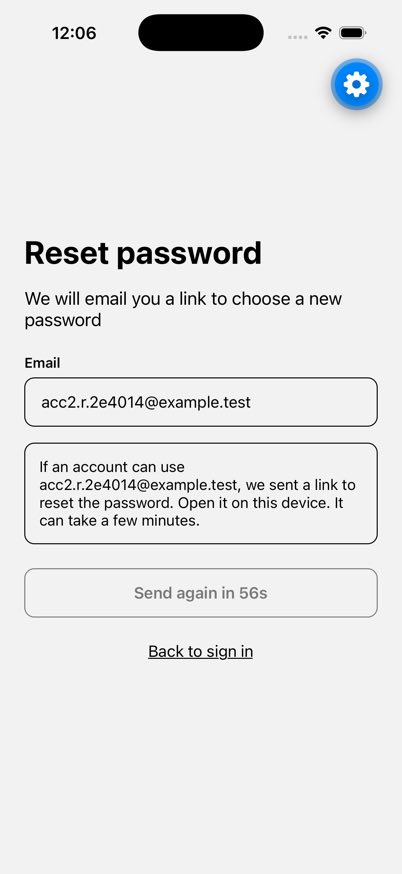 12:06
Reset password
We will email you a link to choose a new
password
Email
acc2.r.2e4014@example.test
If an account can use
acc2.r.2e4014@example.test, we sent a link to
reset the password. Open it on this device. It
can take a few minutes.
Send again in 56s
Back to sign in